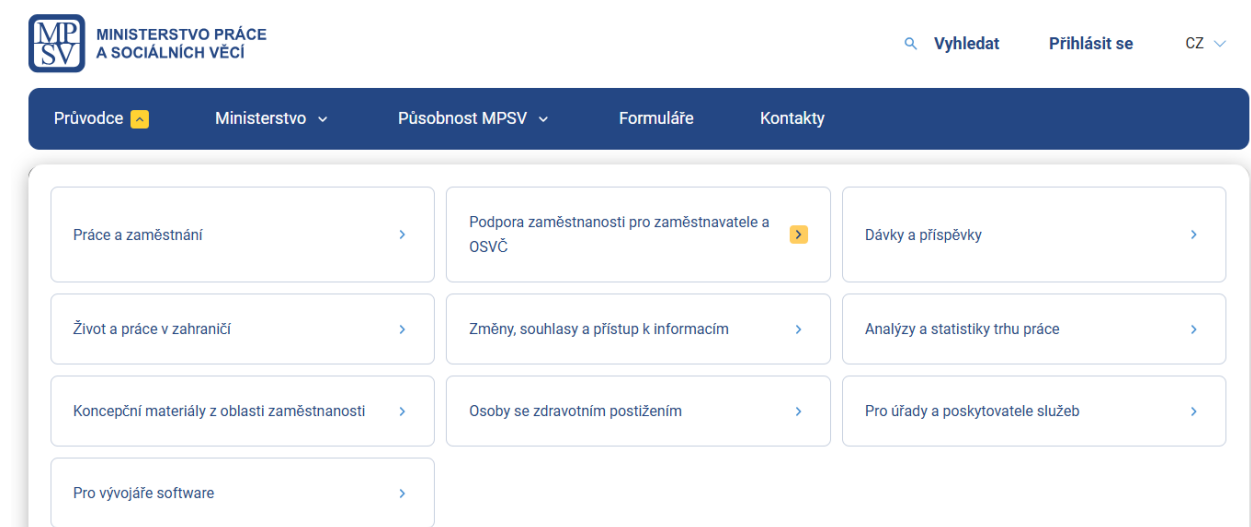 MP
SV
MINISTERSTVO PRÁCE
A SOCIÁLNÍCH VĚCÍ
Vyhledat
Přihlásit se
CZ
Průvodce
Ministerstvo
Působnost MPSV
Formuláře
Kontakty
Práce a zaměstnání
Podpora zaměstnanosti pro zaměstnavatele a
OSVČ
Dávky a příspěvky
Život a práce v zahraničí
Změny, souhlasy a přístup k informacím
Analýzy a statistiky trhu práce
Koncepční materiály z oblasti zaměstnanosti
Osoby se zdravotním postižením
Pro úřady a poskytovatele služeb
Pro vývojáře software